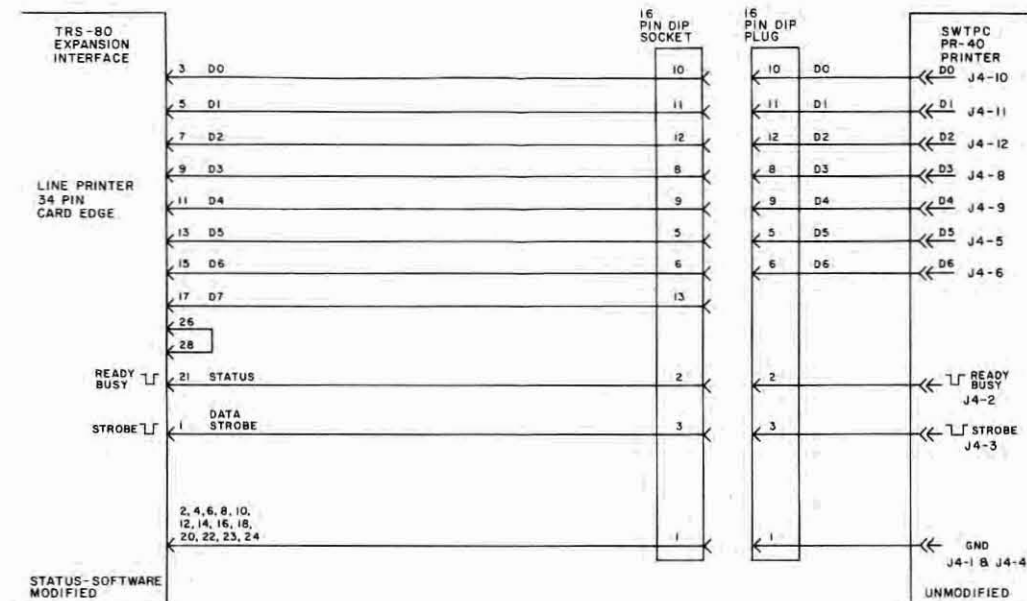 TRS-80
EXPANSION
INTERFACE
16
PIN DIP
SOCKET
16
PIN DIP
PLUG
SWTPC
PR-40
PRINTER
3 D0 10 10 D0 D0 J4-10
5 D1 11 11 D1 D1 J4-11
7 D2 12 12 D2 D2 J4-12
9 D3 8 8 D3 D3 J4-8
LINE PRINTER
34 PIN
CARD EDGE
11 D4 9 9 D4 D4 J4-9
13 D5 5 5 D5 D5 J4-5
15 D6 6 6 D6 D6 J4-6
17 D7 13
26
28
READY
BUSY
21 STATUS 2 2
READY
BUSY
J4-2
STROBE
1 DATA
STROBE
3 3
STROBE
J4-3
2, 4, 6, 8, 10,
12, 14, 16, 18,
20, 22, 23, 24
1 1
GND
J4-1 & J4-4
STATUS-SOFTWARE
MODIFIED
UNMODIFIED